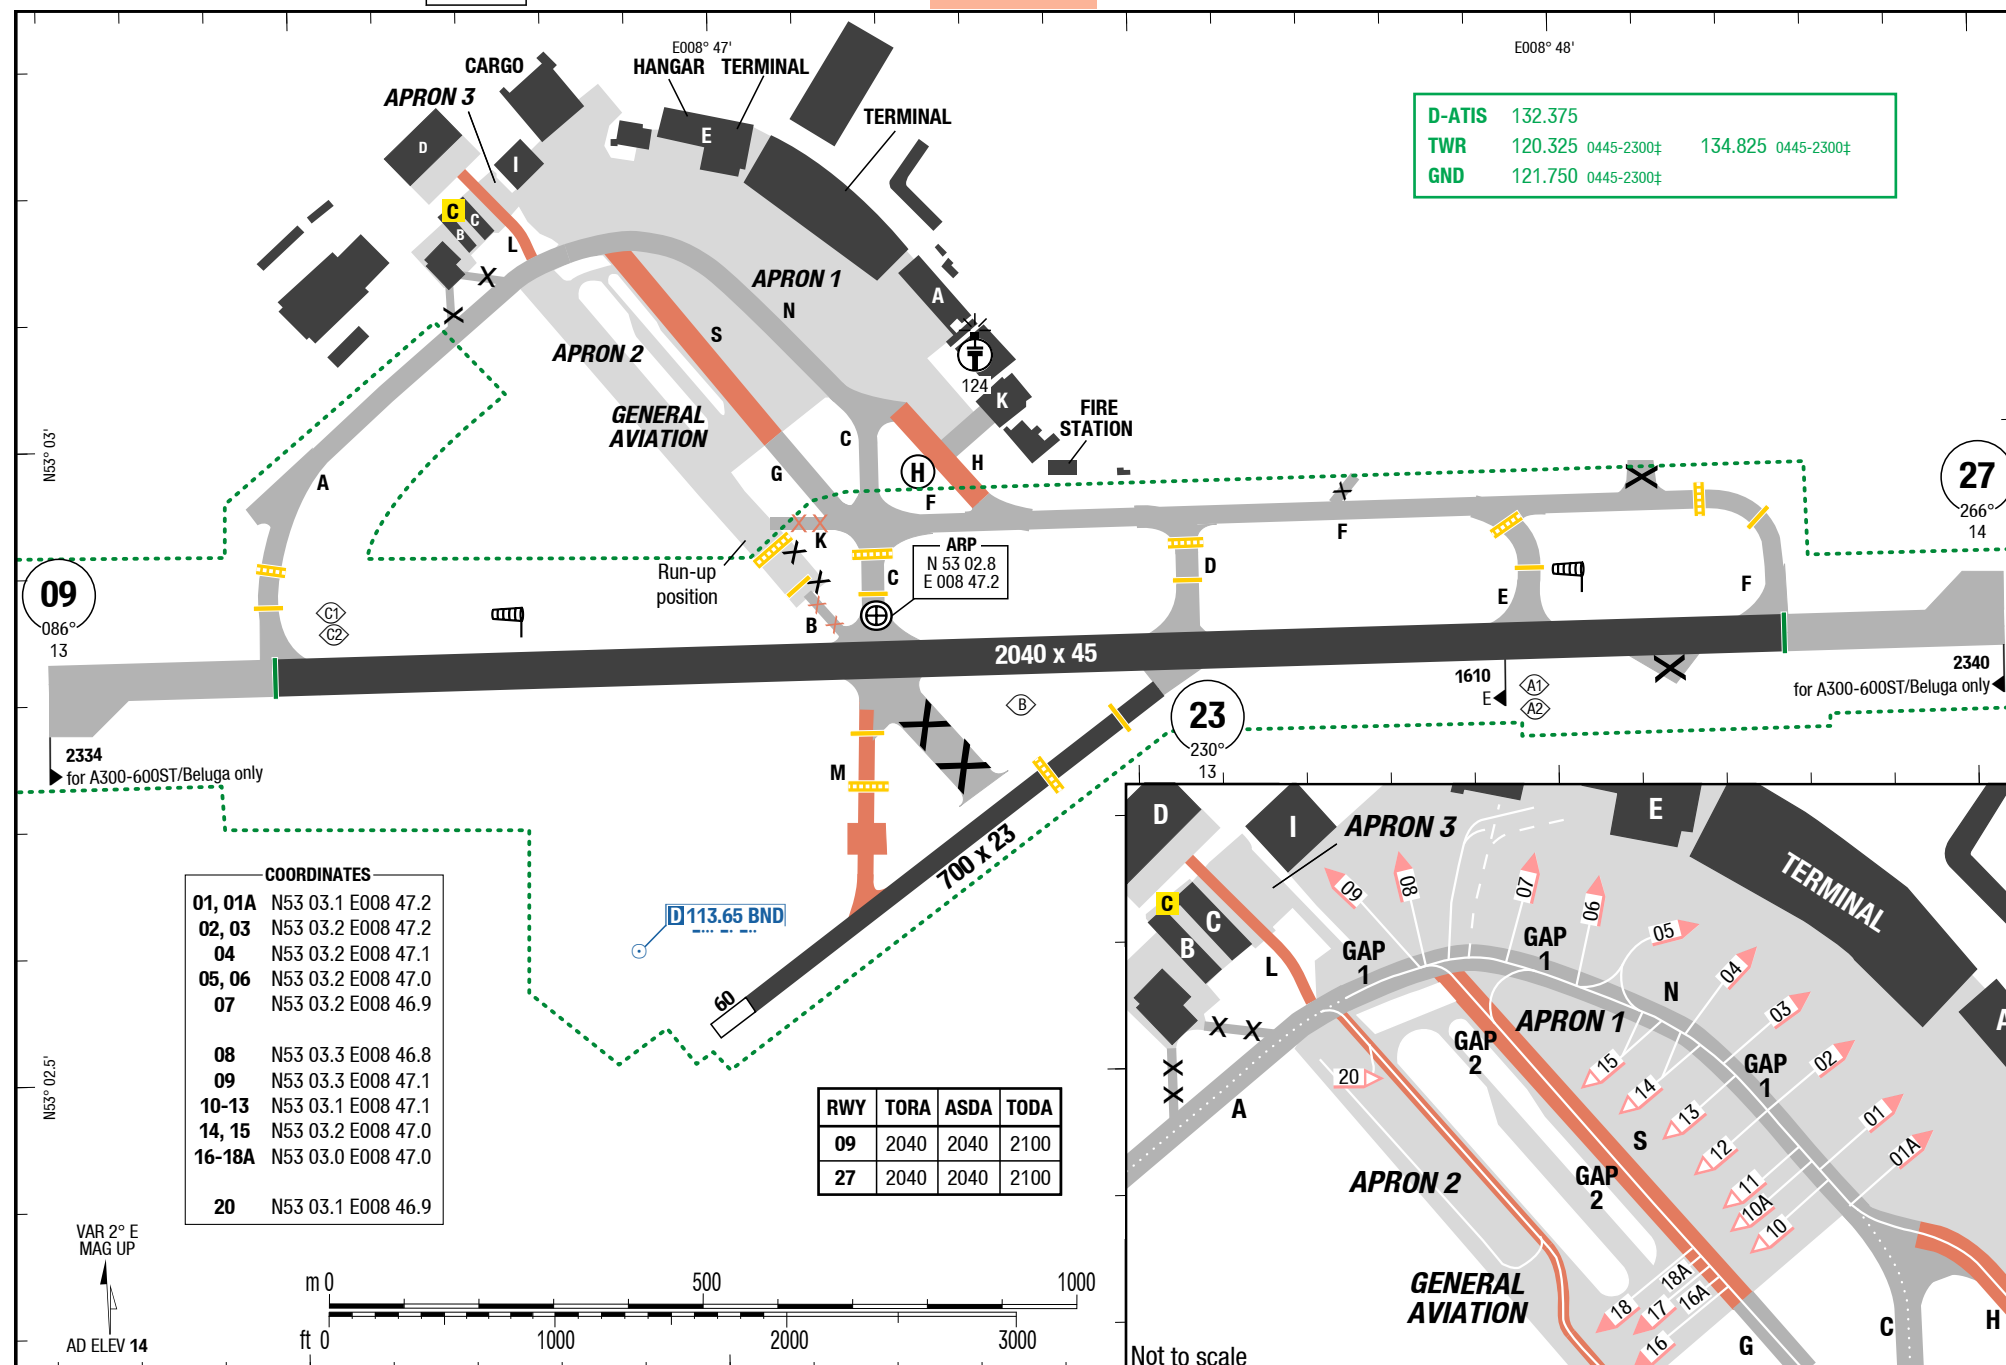 E008° 47'
E008° 48'
CARGO
HANGAR TERMINAL
APRON 3
TERMINAL
D
I
E
C
C
B
L
APRON 1
N
A
S
APRON 2
124
K
GENERAL
AVIATION
FIRE
STATION
C
H
H
G
F
F
A
K
N53° 03'
N53° 02.5'
D-ATIS 132.375
TWR 120.325 0445-2300‡ 134.825 0445-2300‡
GND 121.750 0445-2300‡
27
266°
14
09
086°
13
Run-up
position
ARP
N 53 02.8
E 008 47.2
C
D
E
F
B
C1
C2
2040 x 45
1610
E
A1
A2
2340
for A300-600ST/Beluga only
2334
for A300-600ST/Beluga only
B
23
230°
13
M
700 x 23
60
D 113.65 BND
COORDINATES
01, 01A N53 03.1 E008 47.2
02, 03 N53 03.2 E008 47.2
04 N53 03.2 E008 47.1
05, 06 N53 03.2 E008 47.0
07 N53 03.2 E008 46.9
08 N53 03.3 E008 46.8
09 N53 03.3 E008 47.1
10-13 N53 03.1 E008 47.1
14, 15 N53 03.2 E008 47.0
16-18A N53 03.0 E008 47.0
20 N53 03.1 E008 46.9
RWY TORA ASDA TODA
09 2040 2040 2100
27 2040 2040 2100
VAR 2° E
MAG UP
AD ELEV 14
m 0 500 1000
ft 0 1000 2000 3000
D
I
APRON 3
E
TERMINAL
C
C
B
L
A
GAP
1
GAP
1
GAP
1
N
APRON 1
GAP
2
GAP
2
S
A
APRON 2
GENERAL
AVIATION
09
08
07
06
05
04
03
02
01
01A
15
14
13
12
11
10A
10
20
18A
16A
18
17
16
G
C
H
Not to scale